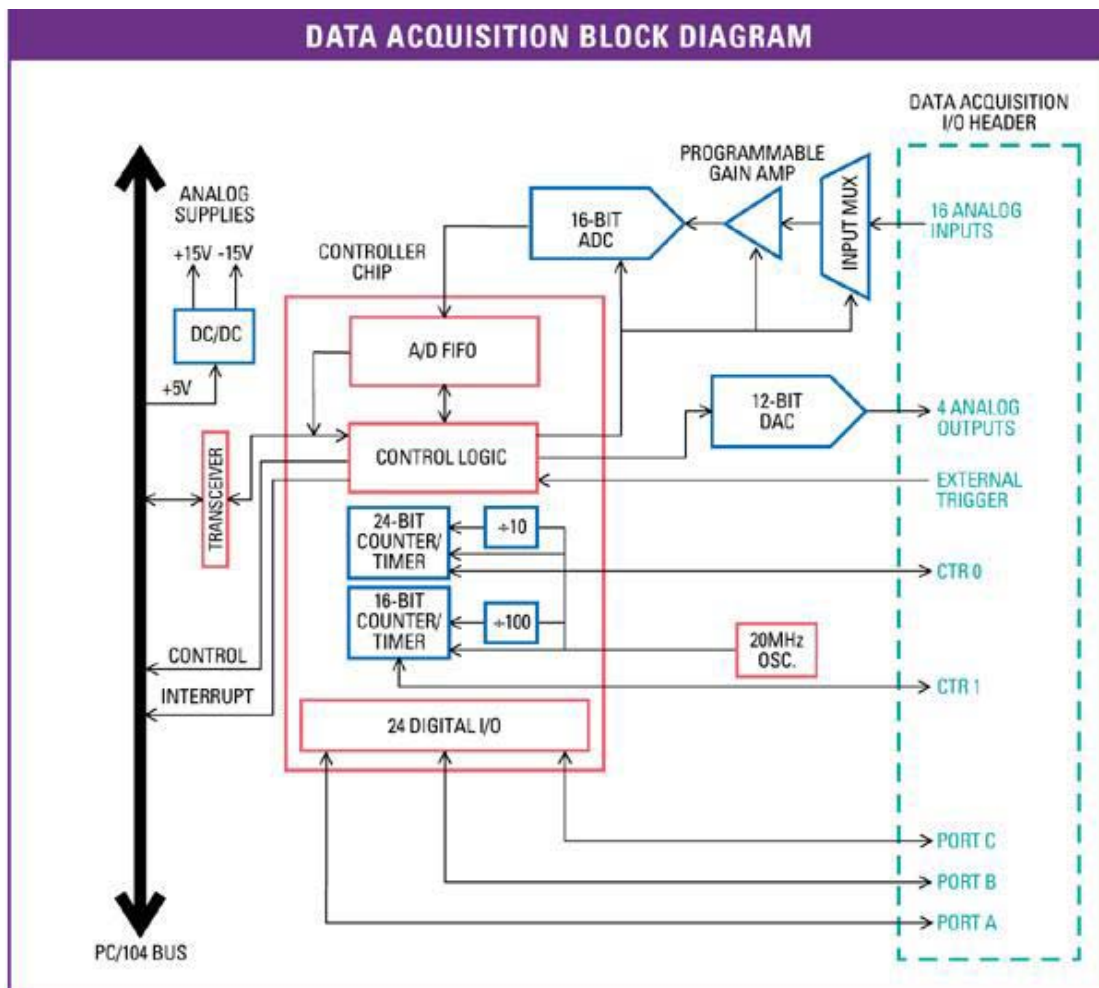 DATA ACQUISITION BLOCK DIAGRAM
DATA ACQUISITION
I/O HEADER
PROGRAMMABLE
GAIN AMP
ANALOG
SUPPLIES
+15V -15V
DC/DC
+5V
CONTROLLER
CHIP
16-BIT
ADC
INPUT MUX
16 ANALOG
INPUTS
A/D FIFO
12-BIT
DAC
4 ANALOG
OUTPUTS
CONTROL LOGIC
EXTERNAL
TRIGGER
TRANSCEIVER
24-BIT
COUNTER/
TIMER
÷10
CTR 0
16-BIT
COUNTER/
TIMER
÷100
20MHz
OSC.
CONTROL
INTERRUPT
CTR 1
24 DIGITAL I/O
PORT C
PORT B
PORT A
PC/104 BUS